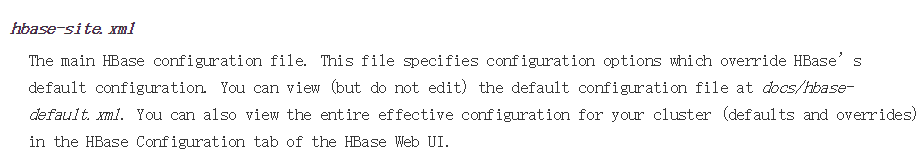 hbase-site.xml
The main HBase configuration file. This file specifies configuration options which override HBase's
default configuration. You can view (but do not edit) the default configuration file at docs/hbase-
default.xml. You can also view the entire effective configuration for your cluster (defaults and overrides)
in the HBase Configuration tab of the HBase Web UI.